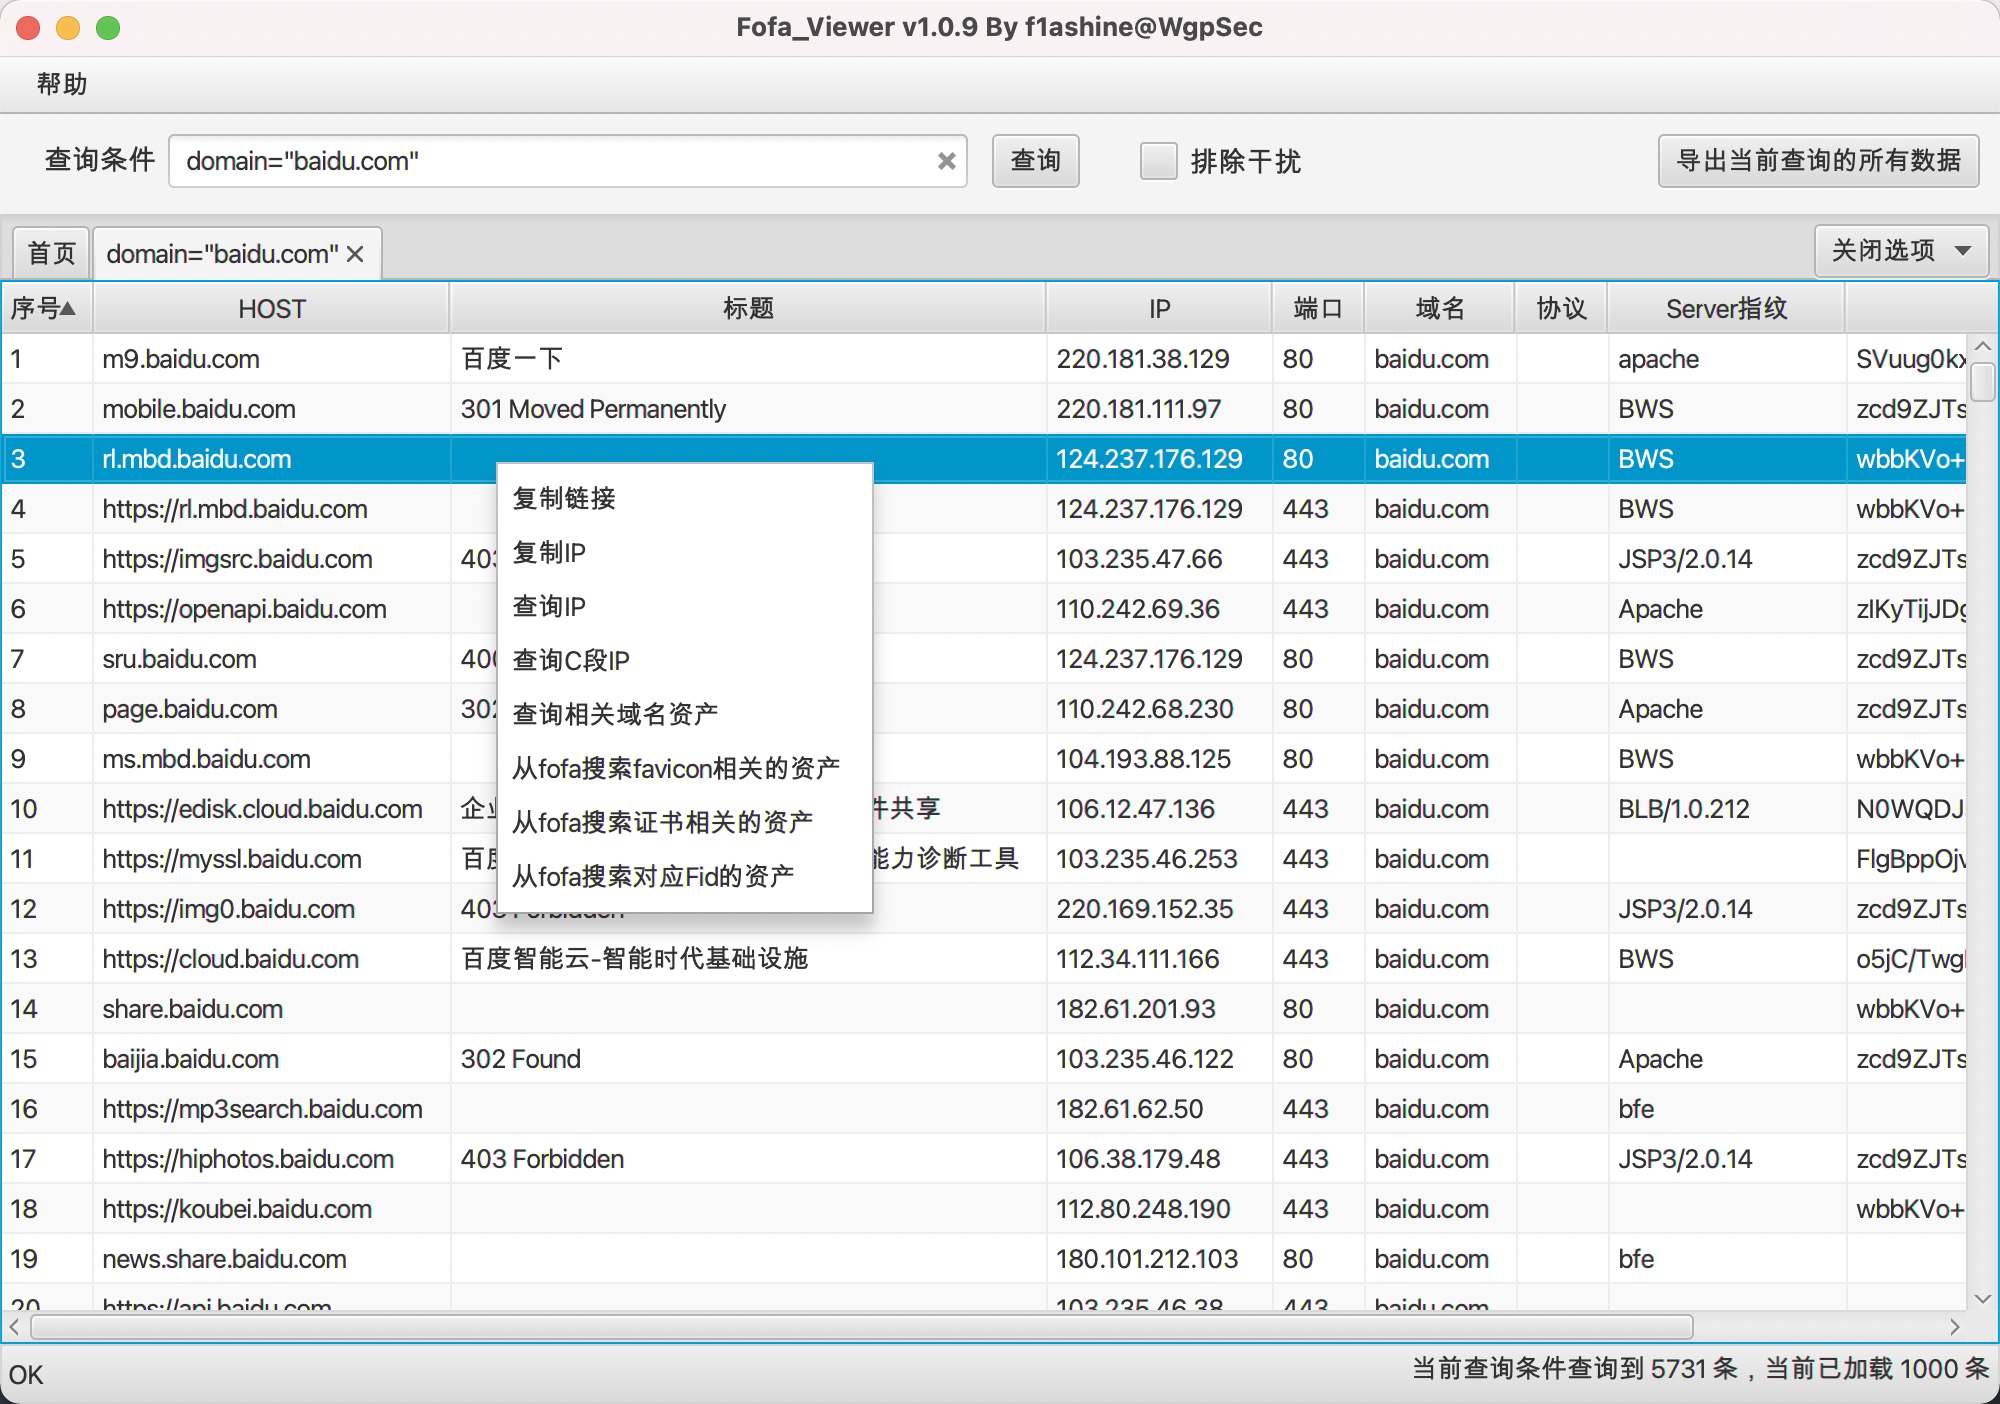 Fofa_Viewer v1.0.9 By f1ashine@WgpSec
帮助
查询条件 domain="baidu.com" 查询 排除干扰 导出当前查询的所有数据
首页 domain="baidu.com" 关闭选项
序号 HOST 标题 IP 端口 域名 协议 Server指纹
1 m9.baidu.com 百度一下 220.181.38.129 80 baidu.com apache SVuug0kx
2 mobile.baidu.com 301 Moved Permanently 220.181.111.97 80 baidu.com BWS zcd9ZJTs
3 rl.mbd.baidu.com 124.237.176.129 80 baidu.com BWS wbbKVo+
4 https://rl.mbd.baidu.com 124.237.176.129 443 baidu.com BWS wbbKVo+
5 https://imgsrc.baidu.com 403 103.235.47.66 443 baidu.com JSP3/2.0.14 zcd9ZJTs
6 https://openapi.baidu.com 110.242.69.36 443 baidu.com Apache
7 sru.baidu.com 400 124.237.176.129 80 baidu.com BWS zcd9ZJTs
8 page.baidu.com 302 110.242.68.230 80 baidu.com Apache zcd9ZJTs
9 ms.mbd.baidu.com 104.193.88.125 80 baidu.com BWS wbbKVo+
10 https://edisk.cloud.baidu.com 企业 件共享 106.12.47.136 443 baidu.com BLB/1.0.212 N0WQDJ
11 https://myssl.baidu.com 百度 能力诊断工具 103.235.46.253 443 baidu.com
12 https://img0.baidu.com 403 Forbidden 220.169.152.35 443 baidu.com JSP3/2.0.14 zcd9ZJTs
13 https://cloud.baidu.com 百度智能云-智能时代基础设施 112.34.111.166 443 baidu.com BWS o5jC/Twg
14 share.baidu.com 182.61.201.93 80 baidu.com wbbKVo+
15 baijia.baidu.com 302 Found 103.235.46.122 80 baidu.com Apache zcd9ZJTs
16 https://mp3search.baidu.com 182.61.62.50 443 baidu.com bfe
17 https://hiphotos.baidu.com 403 Forbidden 106.38.179.48 443 baidu.com JSP3/2.0.14 zcd9ZJTs
18 https://koubei.baidu.com 112.80.248.190 443 baidu.com wbbKVo+
19 news.share.baidu.com 180.101.212.103 80 baidu.com bfe
20 https://api.baidu.com 103.235.46.38 443 baidu.com
复制链接
复制IP
查询IP
查询C段IP
查询相关域名资产
从fofa搜索favicon相关的资产
从fofa搜索证书相关的资产
从fofa搜索对应Fid的资产
OK 当前查询条件查询到 5731 条，当前已加载 1000 条